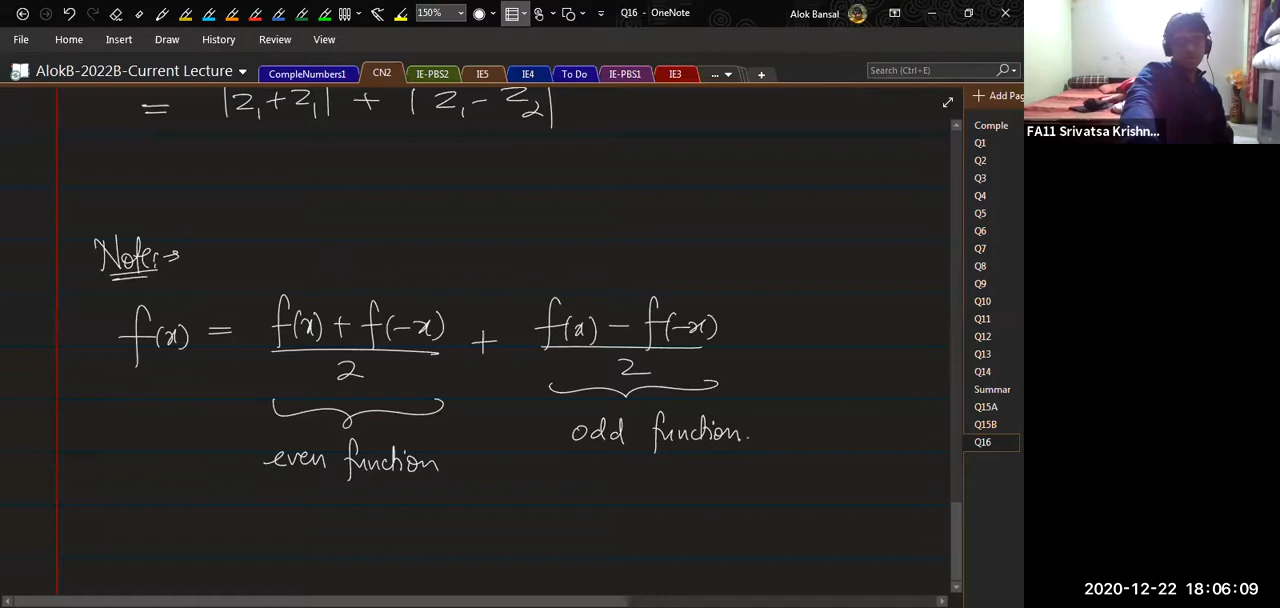 150%
Q16 - OneNote
Alok Bansal
File Home Insert Draw History Review View
AlokB-2022B-Current Lecture
CompleNumbers1 CN2 IE-PBS2 IE5 IE4 To Do IE-PBS1 IE3 ... +
Search (Ctrl+E)
= |z₁+z₁| + |z₁-z₂|
Note:→
f(x) = f(x) + f(-x) / 2 + f(x) - f(-x) / 2
odd function.
even function
+ Add Pag
Comple
Q1
Q2
Q3
Q4
Q5
Q6
Q7
Q8
Q9
Q10
Q11
Q12
Q13
Q14
Summar
Q15A
Q15B
Q16
FA11 Srivatsa Krishn...
2020-12-22 18:06:09